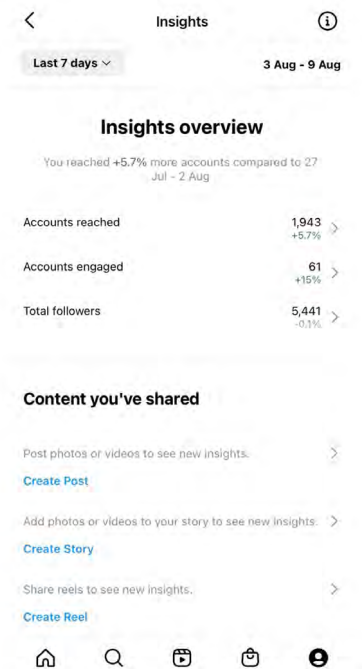 Insights
Last 7 days
3 Aug - 9 Aug
Insights overview
You reached +5.7% more accounts compared to 27
Jul - 2 Aug
Accounts reached
1,943
+5.7%
Accounts engaged
61
+15%
Total followers
5,441
-0.1%
Content you've shared
Post photos or videos to see new insights.
Create Post
Add photos or videos to your story to see new insights.
Create Story
Share reels to see new insights.
Create Reel